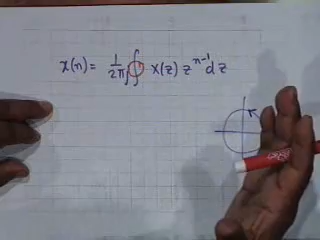 x(n) = 1/2πj ∮ X(z) z^{n-1} dz